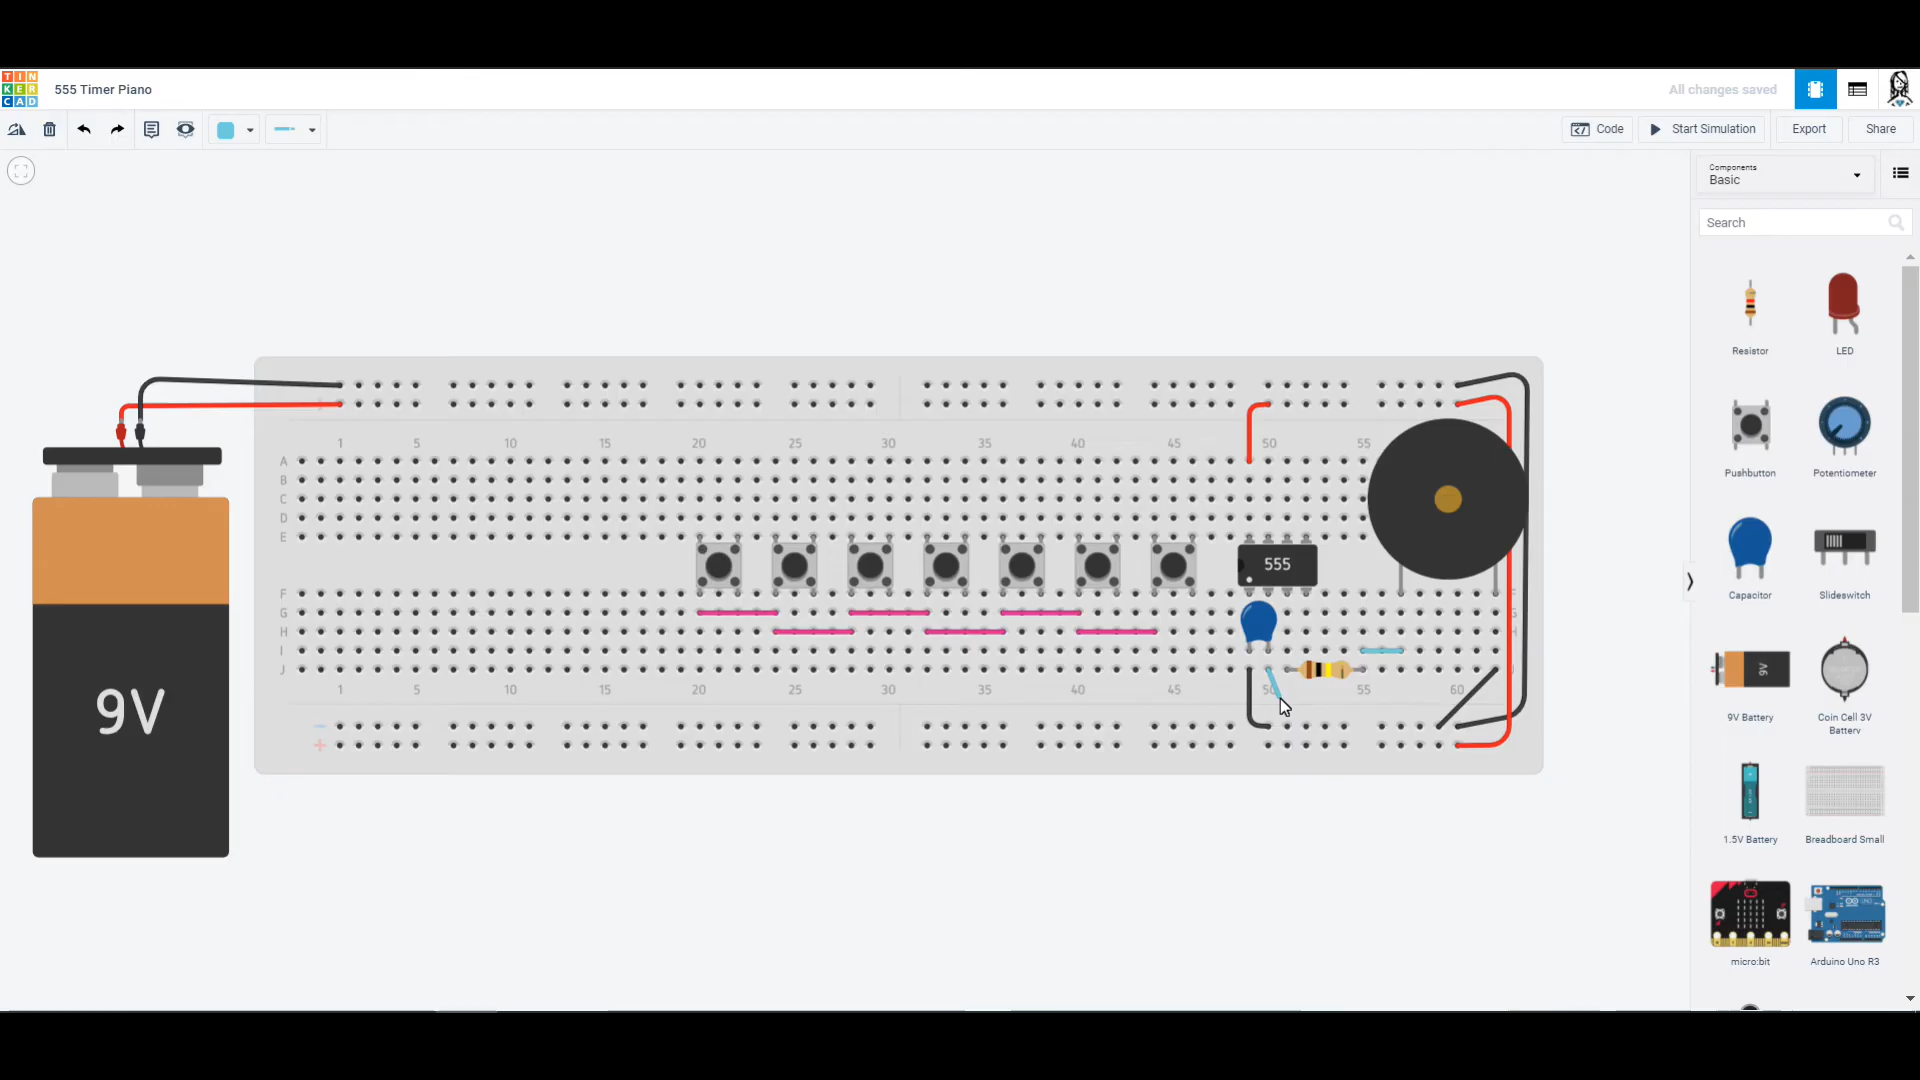 TIN
KER
CAD
555 Timer Piano
All changes saved
Code
Start Simulation
Export
Share
Components
Basic
Search
Resistor
LED
Pushbutton
Potentiometer
Capacitor
Slideswitch
9V Battery
Coin Cell 3V
Battery
1.5V Battery
Breadboard Small
micro:bit
Arduino Uno R3
1 5 10 15 20 25 30 35 40 45 50 55
A
B
C
D
E
555
F
G
H
I
J
1 5 10 15 20 25 30 35 40 45 50 55 60
9V